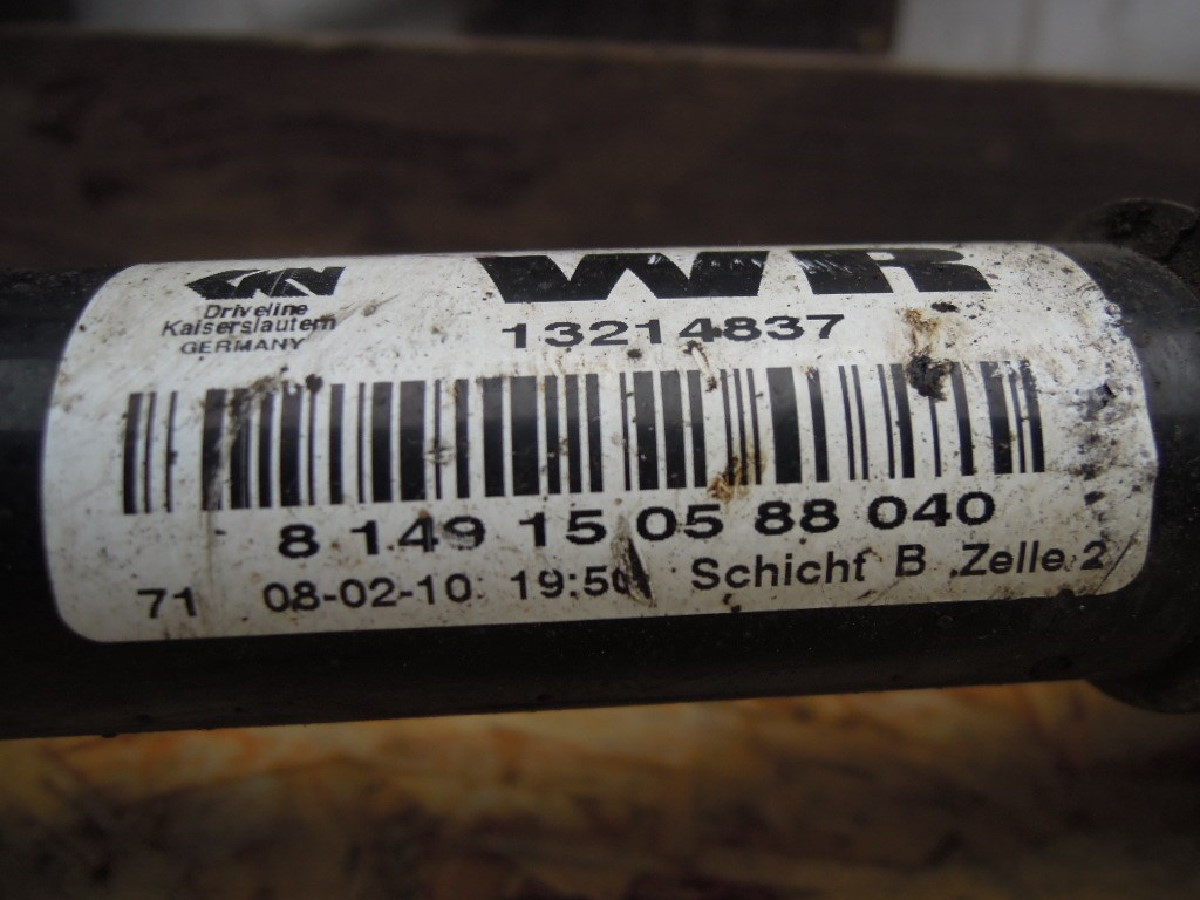 GKN WR
Driveline
Kaiserslautern
GERMANY
13214837
8 149 15 05 88 040
71 08-02-10 19:50 Schicht B Zelle 2